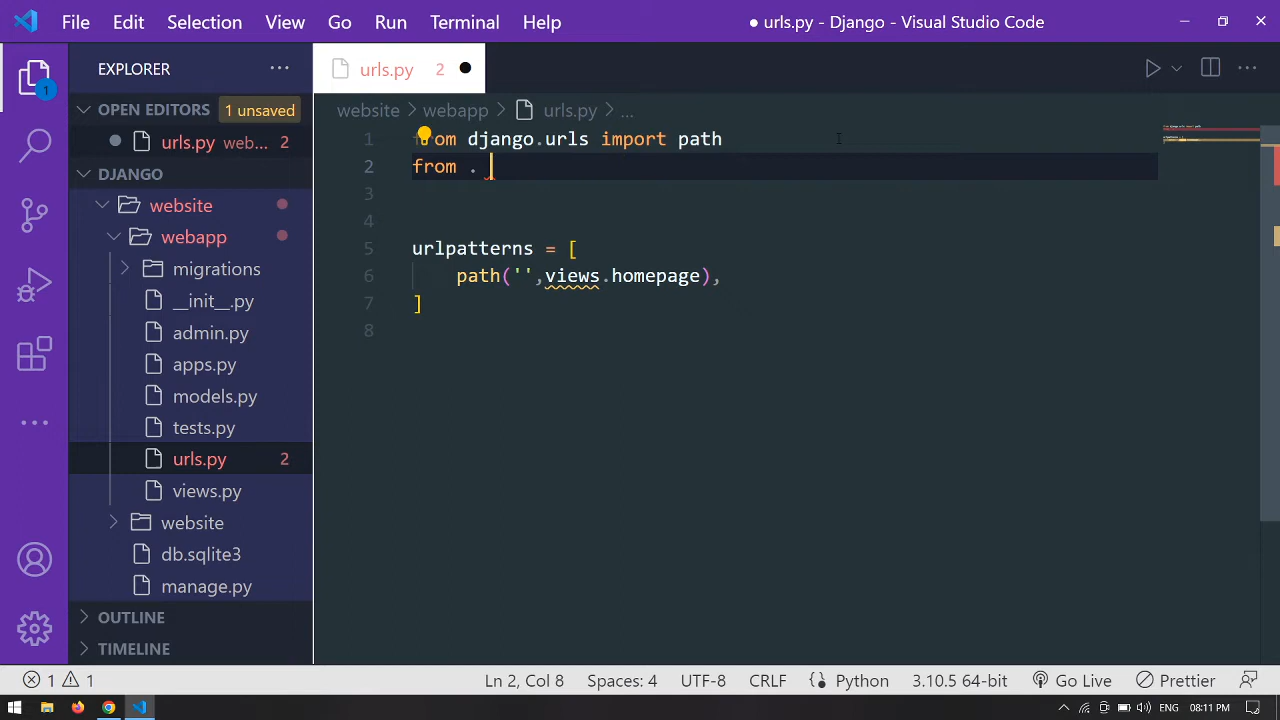 File Edit Selection View Go Run Terminal Help ● urls.py - Django - Visual Studio Code
EXPLORER ...
1
OPEN EDITORS 1 unsaved
urls.py web... 2
DJANGO
website
webapp
migrations
__init__.py
admin.py
apps.py
models.py
tests.py
urls.py 2
views.py
website
db.sqlite3
manage.py
OUTLINE
TIMELINE
urls.py 2 ●
website > webapp > urls.py > ...
1 from django.urls import path
2 from .
3
4
5 urlpatterns = [
6 path('',views.homepage),
7 ]
8
1 1 Ln 2, Col 8 Spaces: 4 UTF-8 CRLF Python 3.10.5 64-bit Go Live Prettier
ENG 08:11 PM